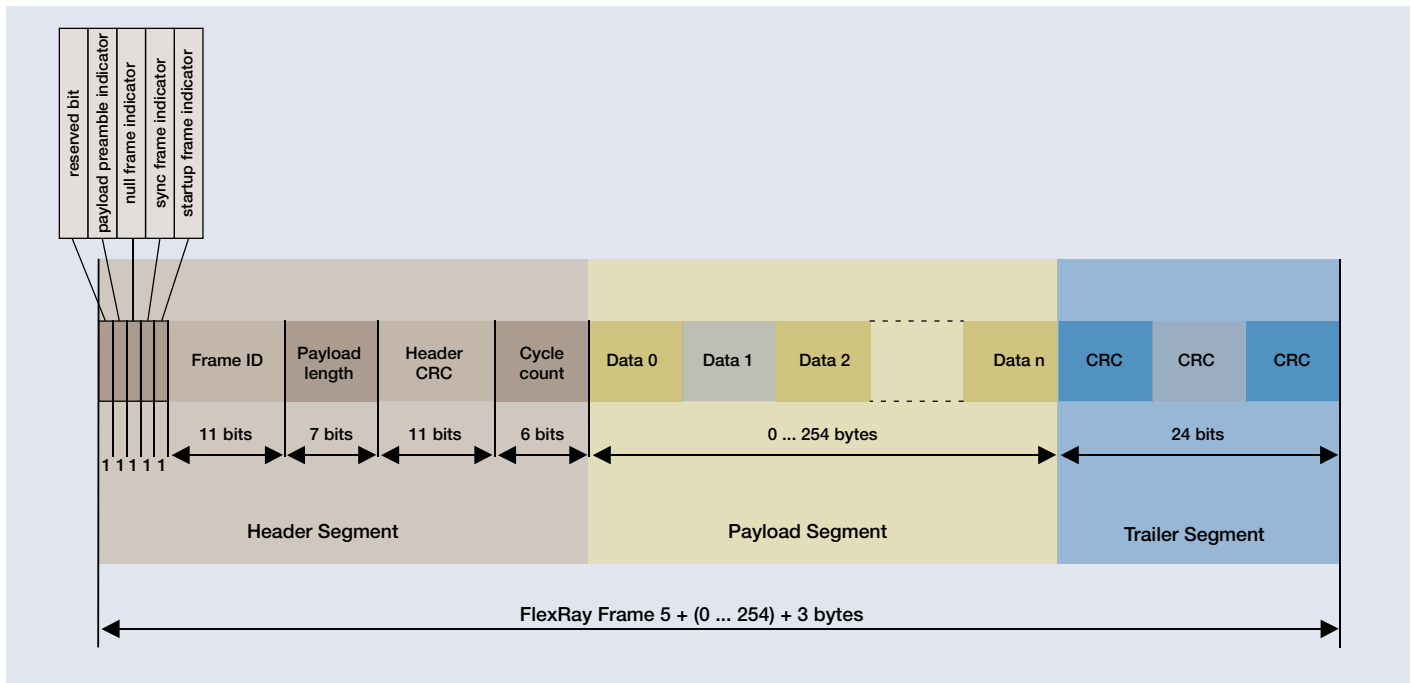 reserved bit
payload preamble indicator
null frame indicator
sync frame indicator
startup frame indicator
Frame ID
Payload
length
Header
CRC
Cycle
count
Data 0
Data 1
Data 2
Data n
CRC
CRC
CRC
1 1 1 1 1
11 bits
7 bits
11 bits
6 bits
0 ... 254 bytes
24 bits
Header Segment
Payload Segment
Trailer Segment
FlexRay Frame 5 + (0 ... 254) + 3 bytes